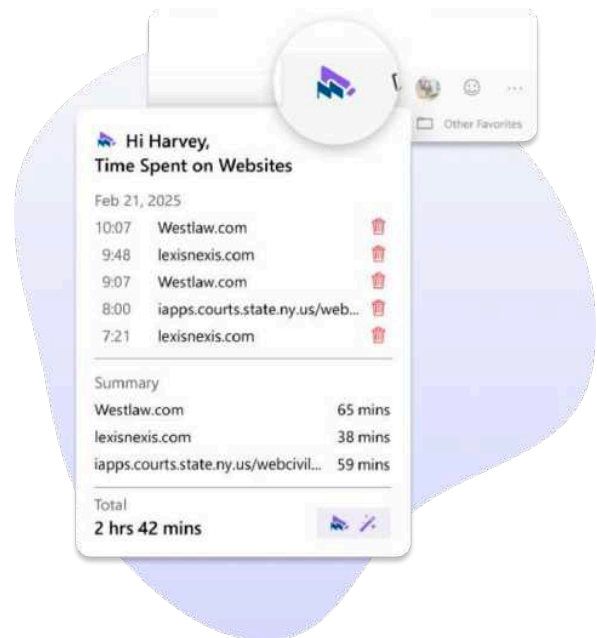 Other Favorites
Hi Harvey,
Time Spent on Websites
Feb 21, 2025
10:07 Westlaw.com
9:48 lexisnexis.com
9:07 Westlaw.com
8:00 iapps.courts.state.ny.us/web...
7:21 lexisnexis.com
Summary
Westlaw.com 65 mins
lexisnexis.com 38 mins
iapps.courts.state.ny.us/webcivil... 59 mins
Total
2 hrs 42 mins